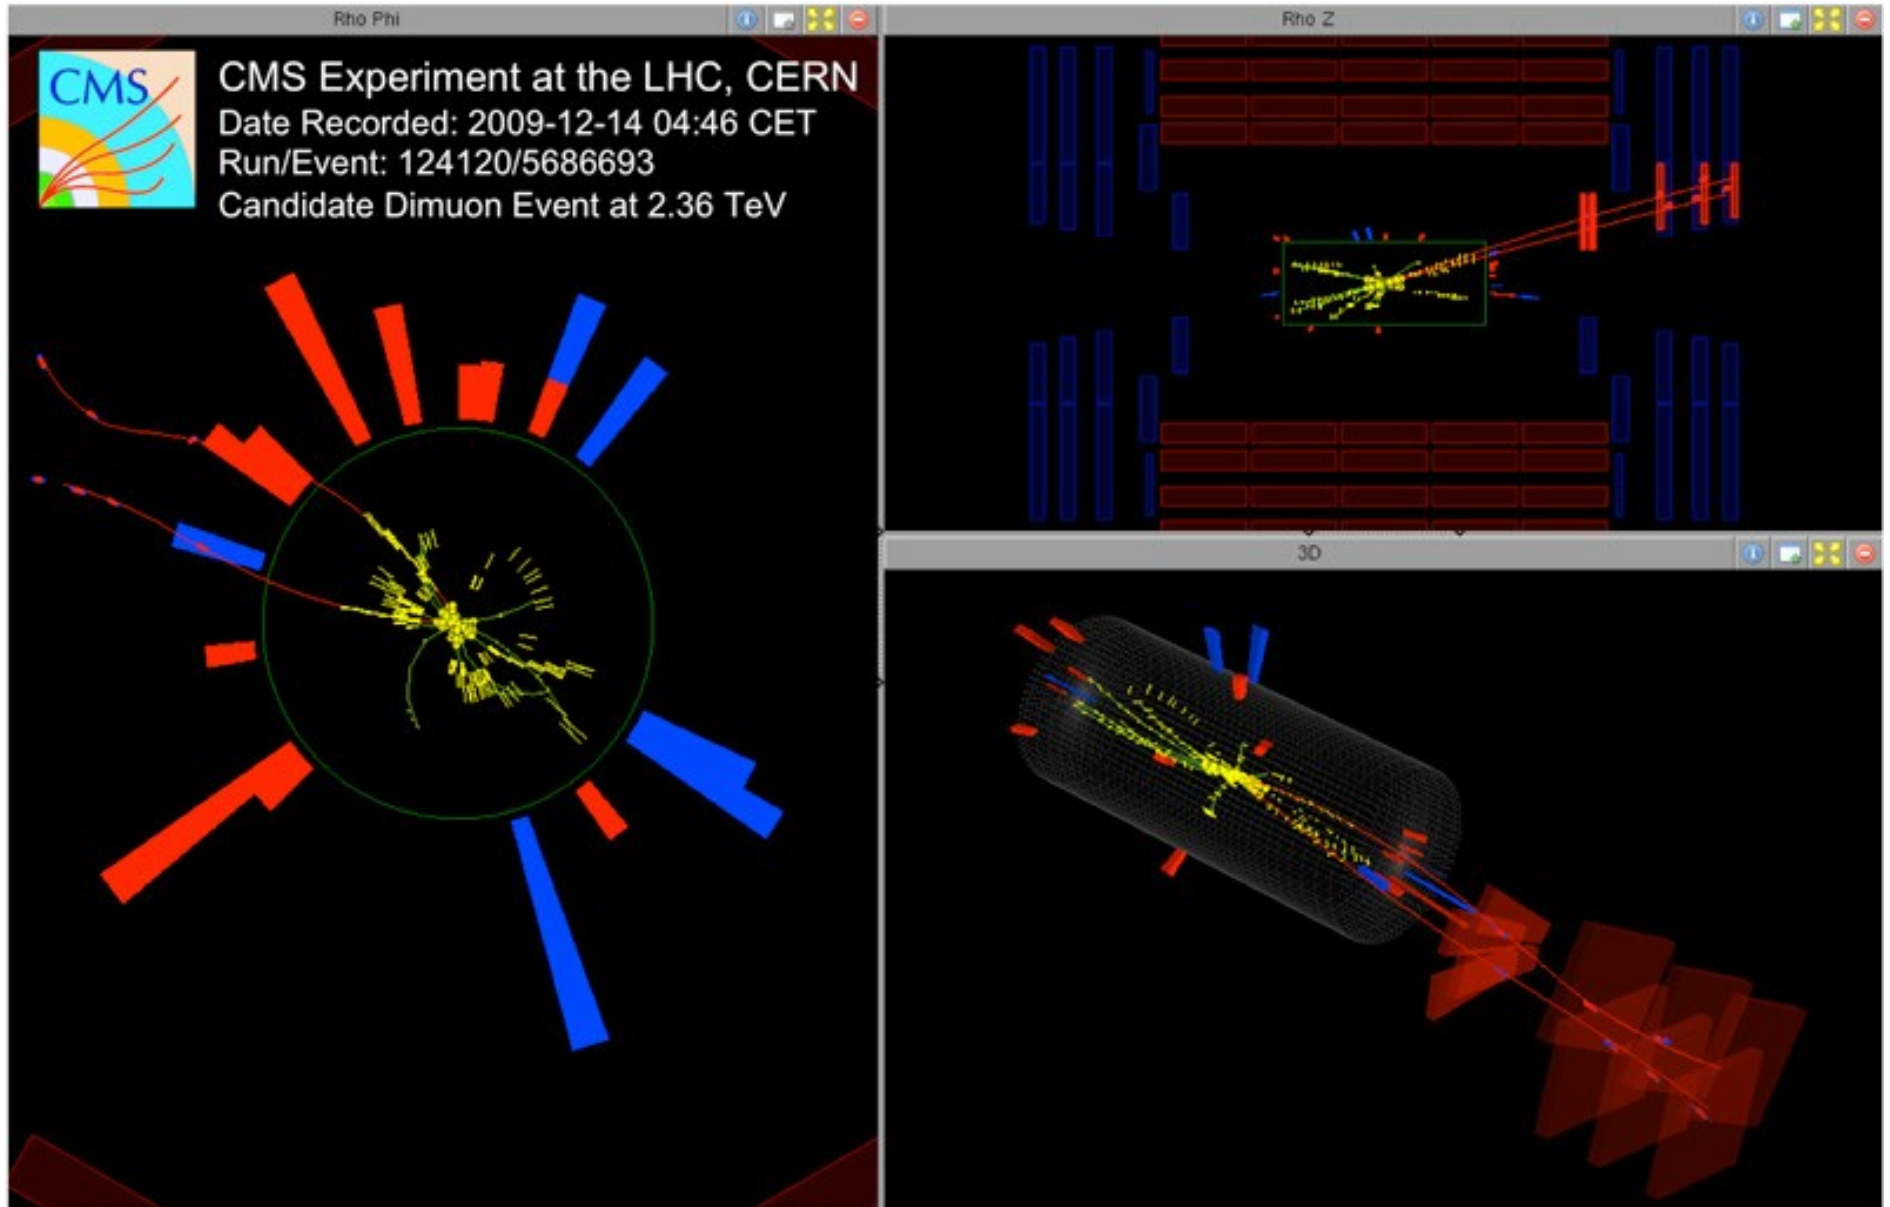 Rho Phi
CMS
CMS Experiment at the LHC, CERN
Date Recorded: 2009-12-14 04:46 CET
Run/Event: 124120/5686693
Candidate Dimuon Event at 2.36 TeV
Rho Z
3D